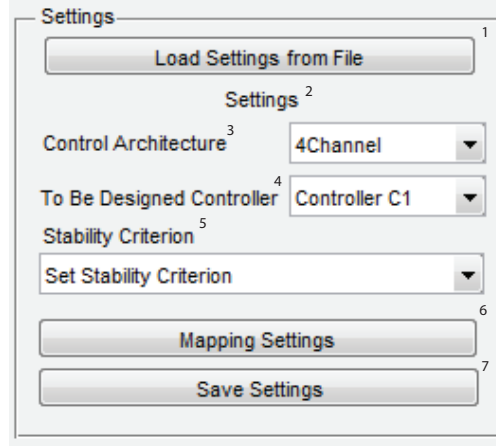 Settings
Load Settings from File 1
Settings 2
Control Architecture 3 4Channel
To Be Designed Controller 4 Controller C1
Stability Criterion 5
Set Stability Criterion
Mapping Settings 6
Save Settings 7